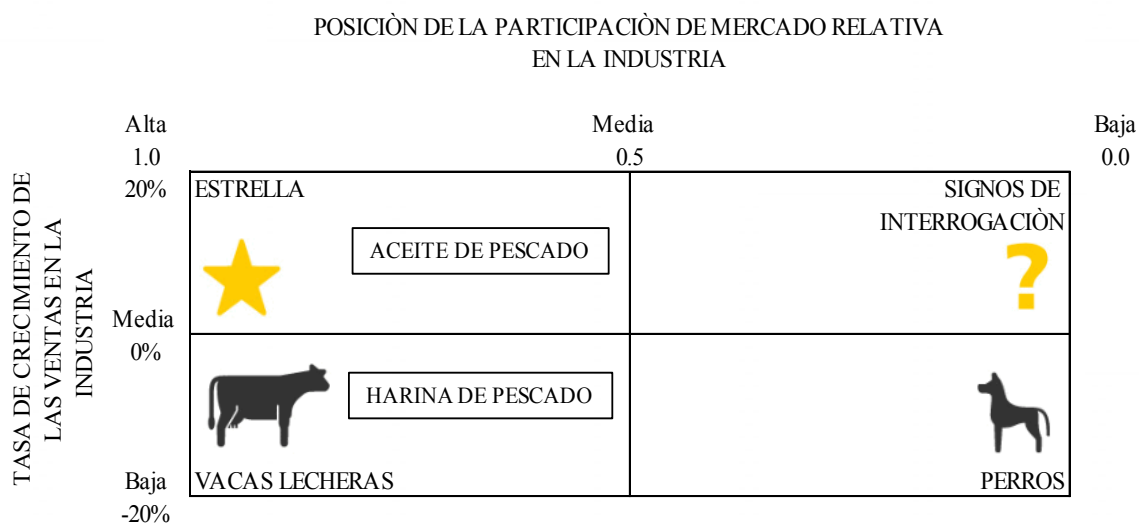 POSICIÒN DE LA PARTICIPACIÒN DE MERCADO RELATIVA
EN LA INDUSTRIA
Alta
Media
Baja
1.0
0.5
0.0
TASA DE CRECIMIENTO DE
LAS VENTAS EN LA
INDUSTRIA
20%
ESTRELLA
SIGNOS DE
INTERROGACIÒN
ACEITE DE PESCADO
?
Media
0%
HARINA DE PESCADO
Baja
-20%
VACAS LECHERAS
PERROS